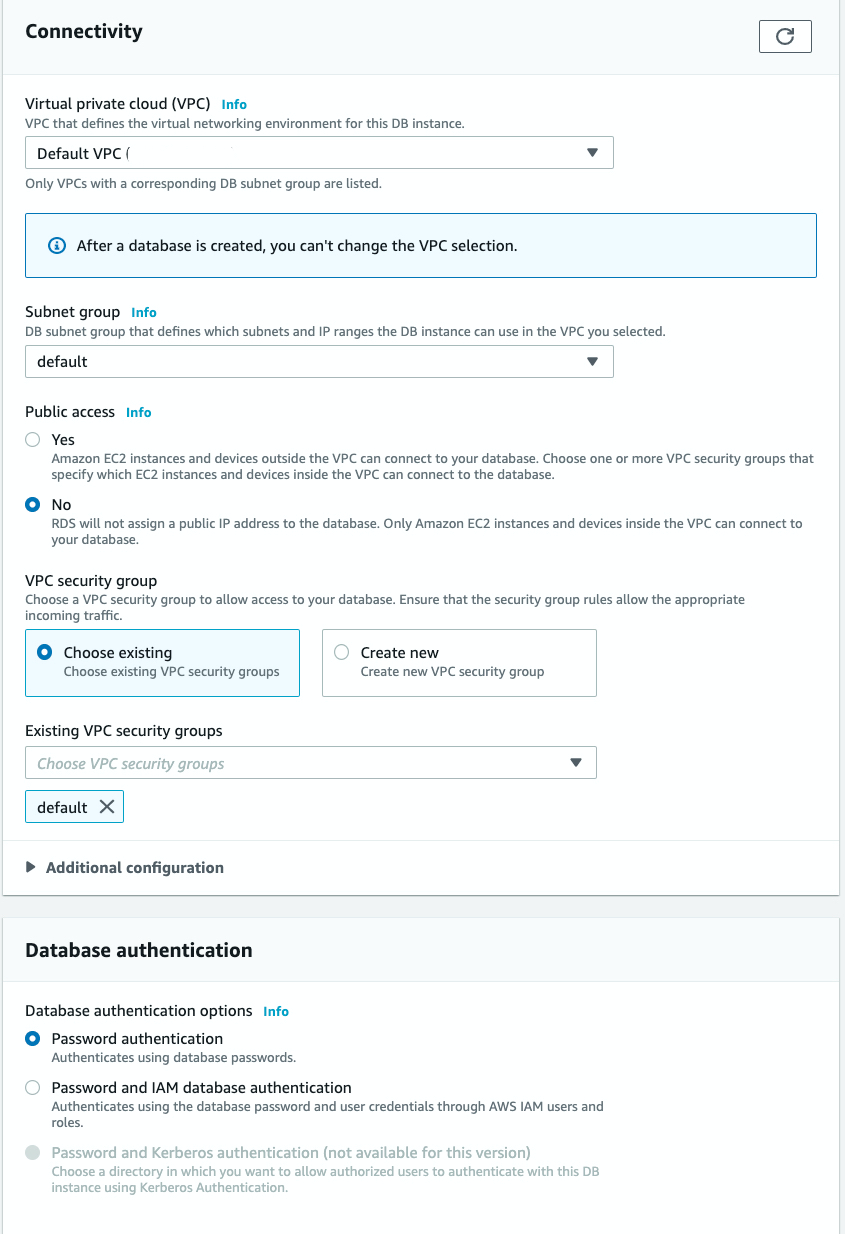 Connectivity
Virtual private cloud (VPC) Info
VPC that defines the virtual networking environment for this DB instance.
Default VPC (
Only VPCs with a corresponding DB subnet group are listed.
After a database is created, you can't change the VPC selection.
Subnet group Info
DB subnet group that defines which subnets and IP ranges the DB instance can use in the VPC you selected.
default
Public access Info
Yes
Amazon EC2 instances and devices outside the VPC can connect to your database. Choose one or more VPC security groups that
specify which EC2 instances and devices inside the VPC can connect to the database.
No
RDS will not assign a public IP address to the database. Only Amazon EC2 instances and devices inside the VPC can connect to
your database.
VPC security group
Choose a VPC security group to allow access to your database. Ensure that the security group rules allow the appropriate
incoming traffic.
Choose existing
Choose existing VPC security groups
Create new
Create new VPC security group
Existing VPC security groups
Choose VPC security groups
default
Additional configuration
Database authentication
Database authentication options Info
Password authentication
Authenticates using database passwords.
Password and IAM database authentication
Authenticates using the database password and user credentials through AWS IAM users and
roles.
Password and Kerberos authentication (not available for this version)
Choose a directory in which you want to allow authorized users to authenticate with this DB
instance using Kerberos Authentication.